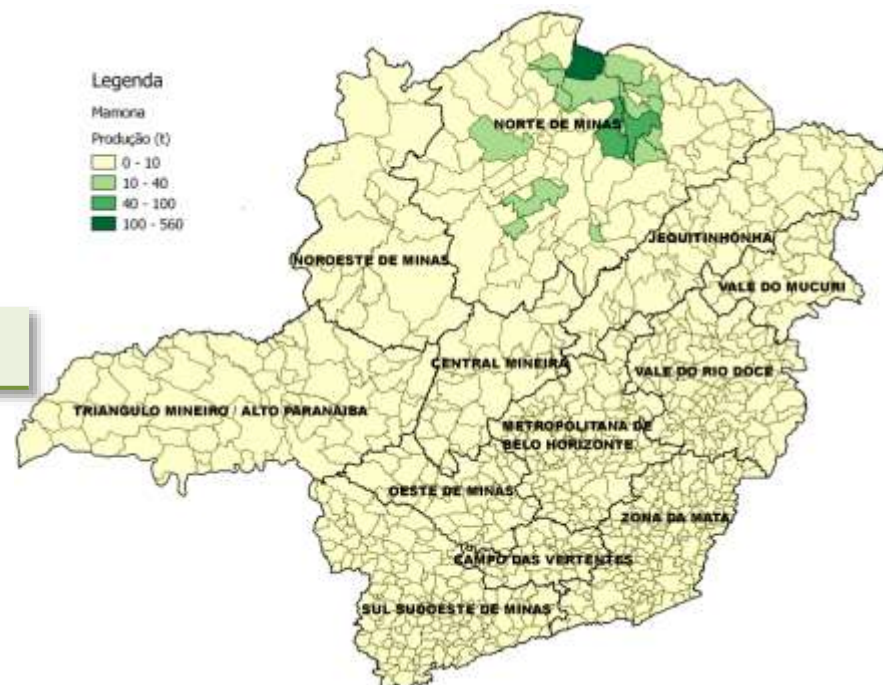 Legenda
Mamona
Produção (t)
0 - 10
10 - 40
40 - 100
100 - 560
NORTE DE MINAS
JEQUITINHONHA
NOROESTE DE MINAS
VALE DO MUCURI
CENTRAL MINEIRA
VALE DO RIO DOCE
TRIANGULO MINEIRO / ALTO PARANAIBA
METROPOLITANA DE
BELO HORIZONTE
OESTE DE MINAS
ZONA DA MATA
CAMPO DAS VERTENTES
SUL SUDOESTE DE MINAS